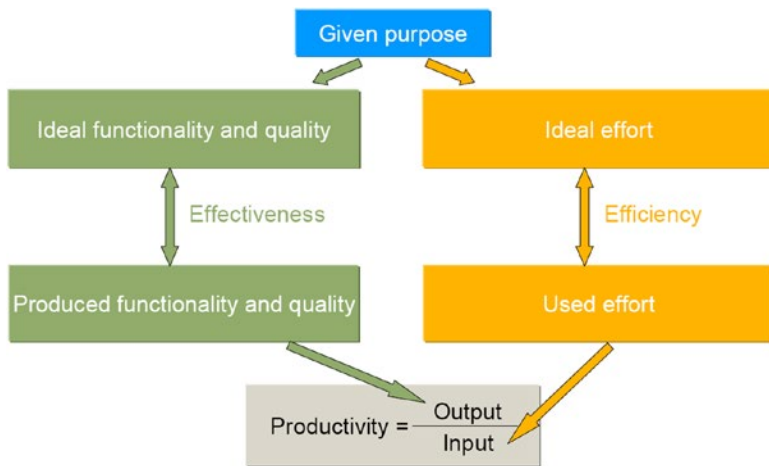 Given purpose
Ideal functionality and quality
Ideal effort
Effectiveness
Efficiency
Produced functionality and quality
Used effort
Productivity = Output
Input